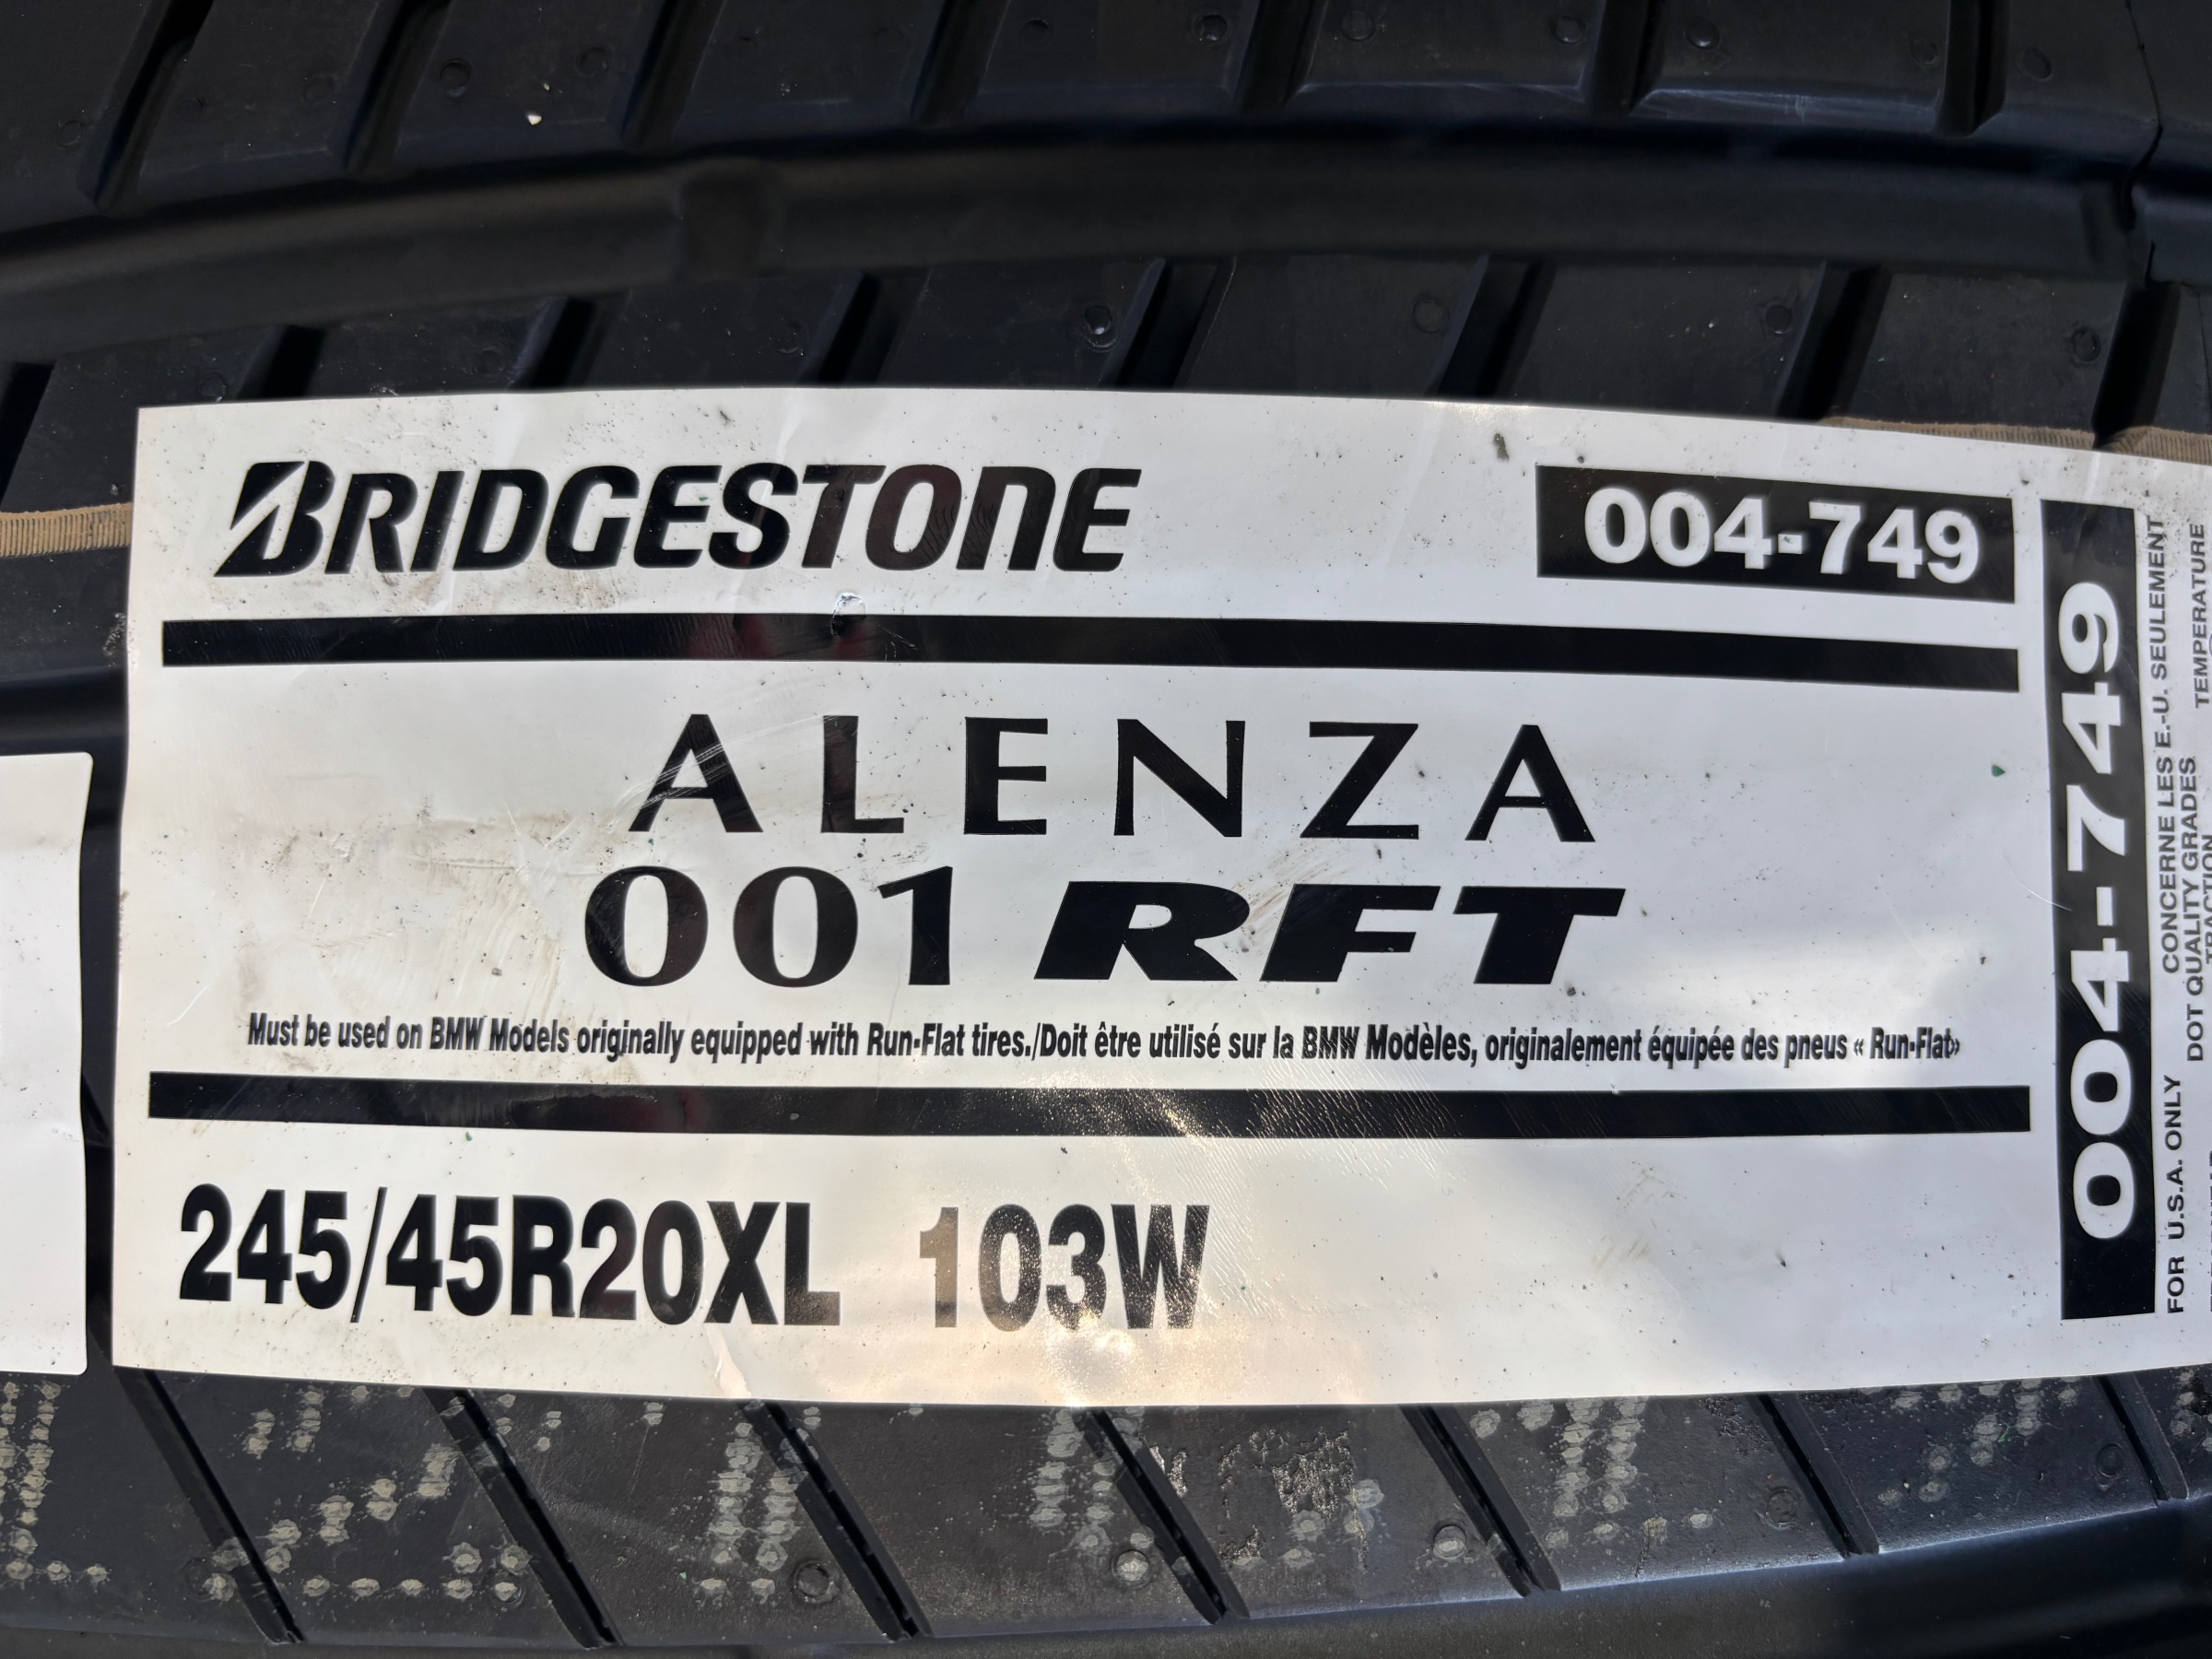 BRIDGESTONE
004-749
ALENZA
001 RFT
Must be used on BMW Models originally equipped with Run-Flat tires./Doit être utilisé sur la BMW Modèles, originalement équipée des pneus « Run-Flat»
245/45R20XL 103W
004-749
FOR U.S.A. ONLY CONCERNE LES E.-U. SEULEMENT
DOT QUALITY GRADES
TEMPERATURE
TRACTION